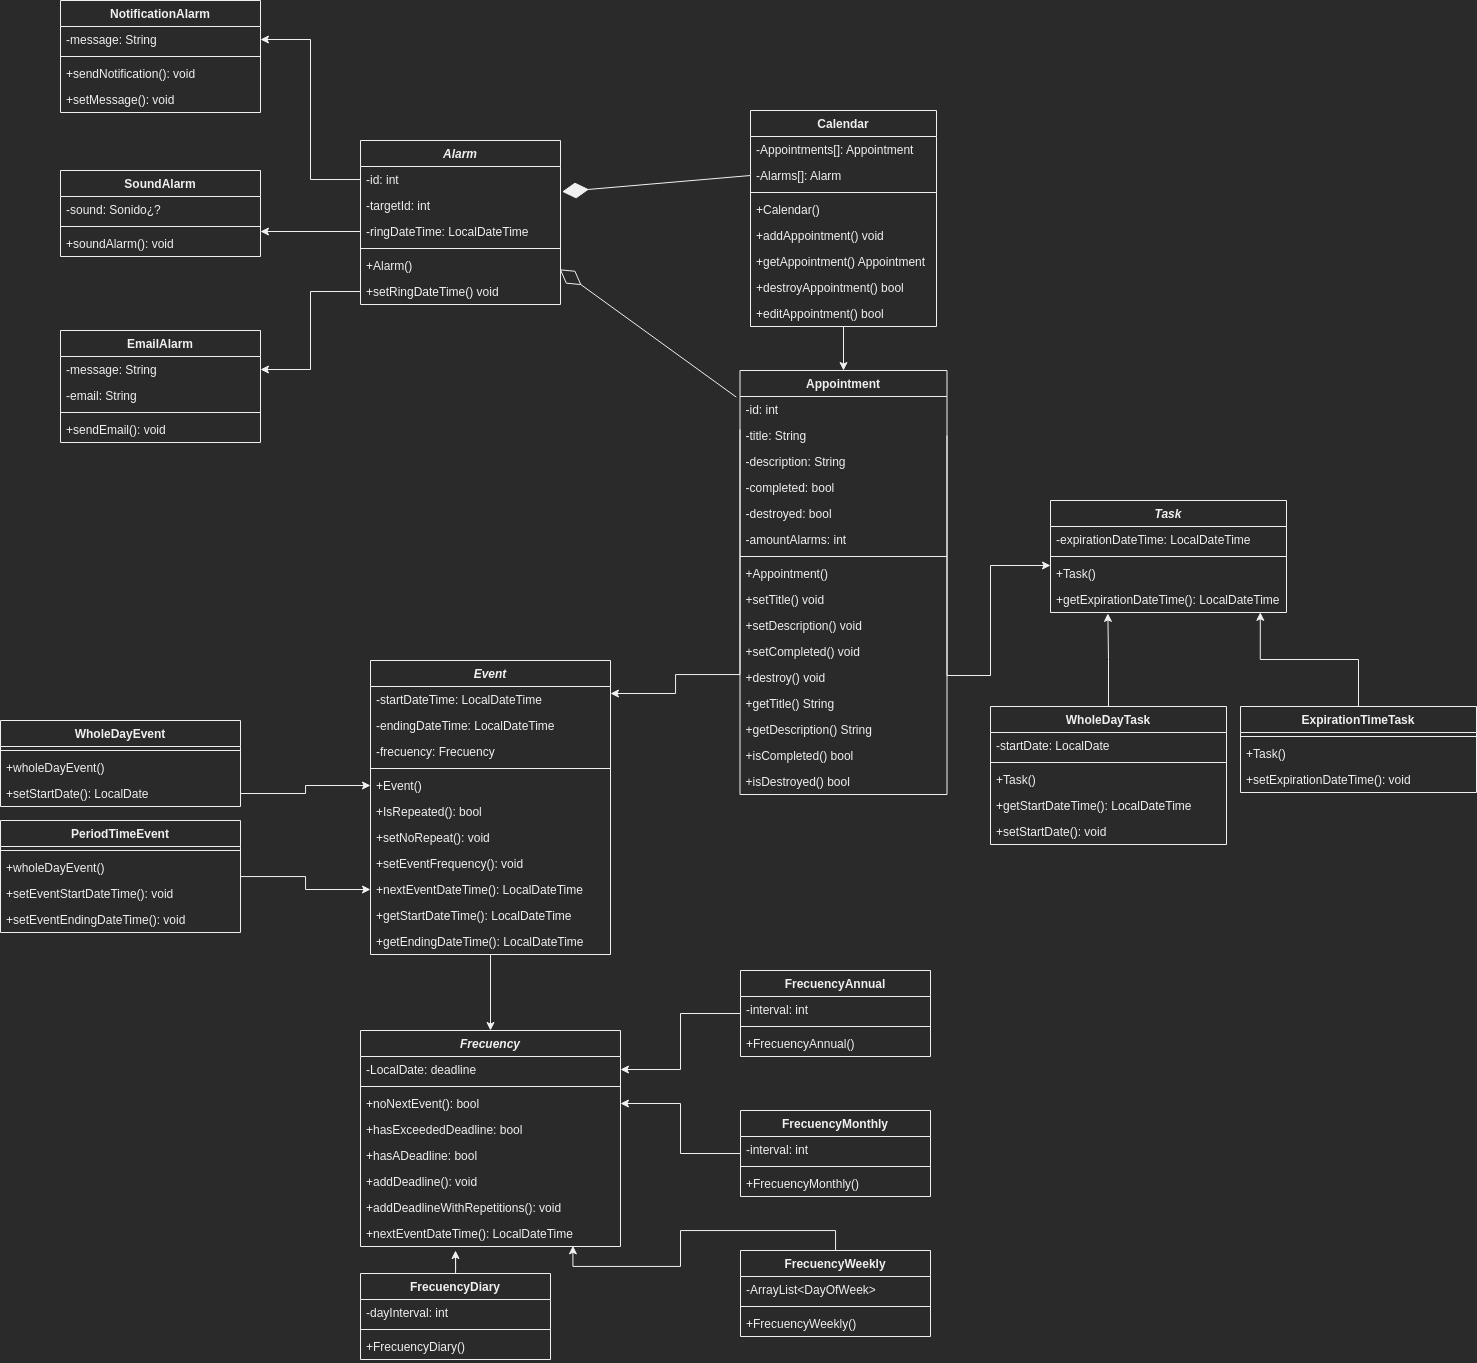 NotificationAlarm
-message: String
+sendNotification(): void
+setMessage(): void
SoundAlarm
-sound: Sonido¿?
+soundAlarm(): void
EmailAlarm
-message: String
-email: String
+sendEmail(): void
Alarm
-id: int
-targetId: int
-ringDateTime: LocalDateTime
+Alarm()
+setRingDateTime() void
Calendar
-Appointments[]: Appointment
-Alarms[]: Alarm
+Calendar()
+addAppointment() void
+getAppointment() Appointment
+destroyAppointment() bool
+editAppointment() bool
Appointment
-id: int
-title: String
-description: String
-completed: bool
-destroyed: bool
-amountAlarms: int
+Appointment()
+setTitle() void
+setDescription() void
+setCompleted() void
+destroy() void
+getTitle() String
+getDescription() String
+isCompleted() bool
+isDestroyed() bool
Task
-expirationDateTime: LocalDateTime
+Task()
+getExpirationDateTime(): LocalDateTime
WholeDayTask
-startDate: LocalDate
+Task()
+getStartDateTime(): LocalDateTime
+setStartDate(): void
ExpirationTimeTask
+Task()
+setExpirationDateTime(): void
Event
-startDateTime: LocalDateTime
-endingDateTime: LocalDateTime
-frecuency: Frecuency
+Event()
+IsRepeated(): bool
+setNoRepeat(): void
+setEventFrequency(): void
+nextEventDateTime(): LocalDateTime
+getStartDateTime(): LocalDateTime
+getEndingDateTime(): LocalDateTime
WholeDayEvent
+wholeDayEvent()
+setStartDate(): LocalDate
PeriodTimeEvent
+wholeDayEvent()
+setEventStartDateTime(): void
+setEventEndingDateTime(): void
Frecuency
-LocalDate: deadline
+noNextEvent(): bool
+hasExceededDeadline: bool
+hasADeadline: bool
+addDeadline(): void
+addDeadlineWithRepetitions(): void
+nextEventDateTime(): LocalDateTime
FrecuencyAnnual
-interval: int
+FrecuencyAnnual()
FrecuencyMonthly
-interval: int
+FrecuencyMonthly()
FrecuencyWeekly
-ArrayList<DayOfWeek>
+FrecuencyWeekly()
FrecuencyDiary
-dayInterval: int
+FrecuencyDiary()